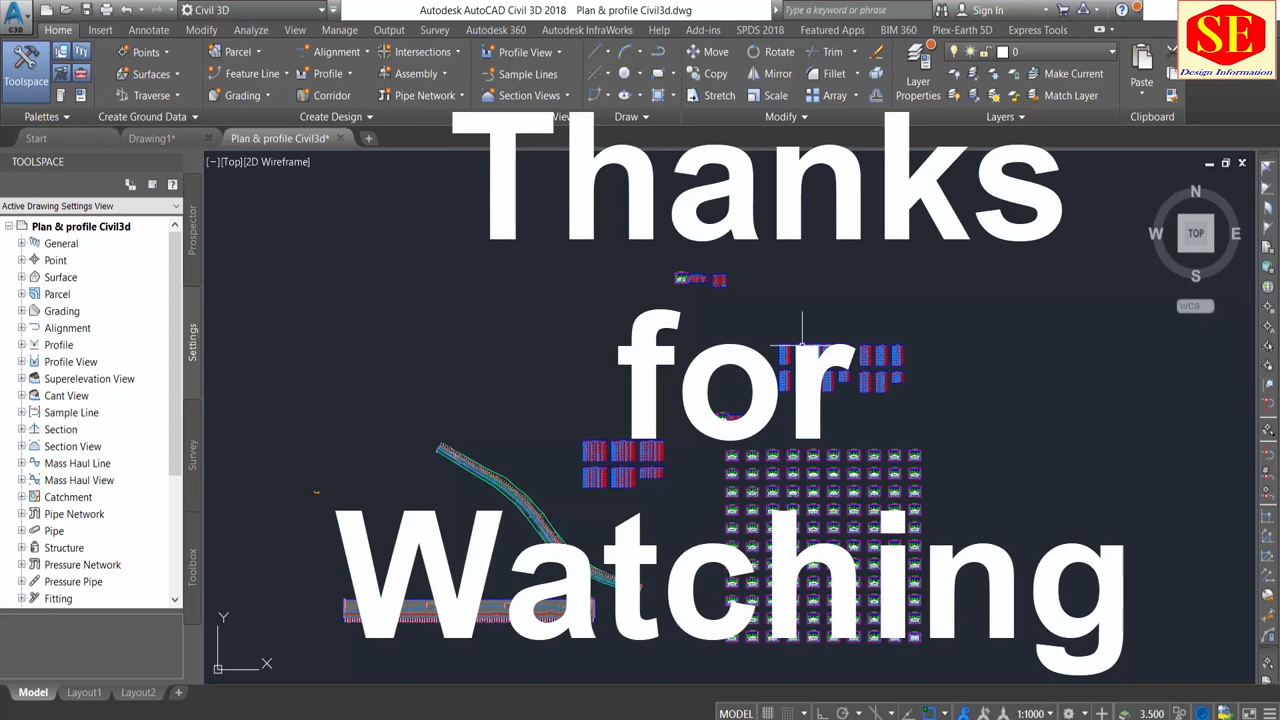 Civil 3D
Autodesk AutoCAD Civil 3D 2018 Plan & profile Civil3d.dwg
Type a keyword or phrase
Sign In
SE
Design Information
Home Insert Annotate Modify Analyze View Manage Output Survey Autodesk 360 Autodesk InfraWorks Help Add-ins SPDS 2018 Featured Apps BIM 360 Plex-Earth 5D Express Tools
Toolspace
Points
Surfaces
Traverse
Parcel
Feature Line
Grading
Alignment
Profile
Corridor
Intersections
Assembly
Pipe Network
Profile View
Sample Lines
Section Views
Move
Copy
Stretch
Rotate
Mirror
Scale
Trim
Fillet
Array
Layer
Properties
0
Make Current
Match Layer
Paste
Palettes Create Ground Data Create Design Draw Modify Layers Clipboard
Start Drawing1* Plan & profile Civil3d*
TOOLSPACE
[−][Top][2D Wireframe]
Active Drawing Settings View
Plan & profile Civil3d
General
Point
Surface
Parcel
Grading
Alignment
Profile
Profile View
Superelevation View
Cant View
Sample Line
Section
Section View
Mass Haul Line
Mass Haul View
Catchment
Pipe Network
Pipe
Structure
Pressure Network
Pressure Pipe
Fitting
Prospector
Settings
Survey
Toolbox
Thanks
for
Watching
N
W TOP E
S
WCS
Y
X
Model Layout1 Layout2
MODEL 1:1000 3.500